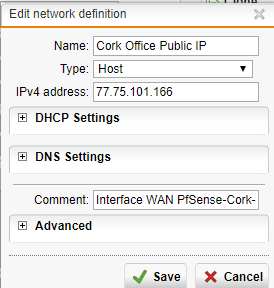 Edit network definition
Name: Cork Office Public IP
Type: Host
IPv4 address: 77.75.101.166
DHCP Settings
DNS Settings
Comment: Interface WAN PfSense-Cork-
Advanced
Save Cancel